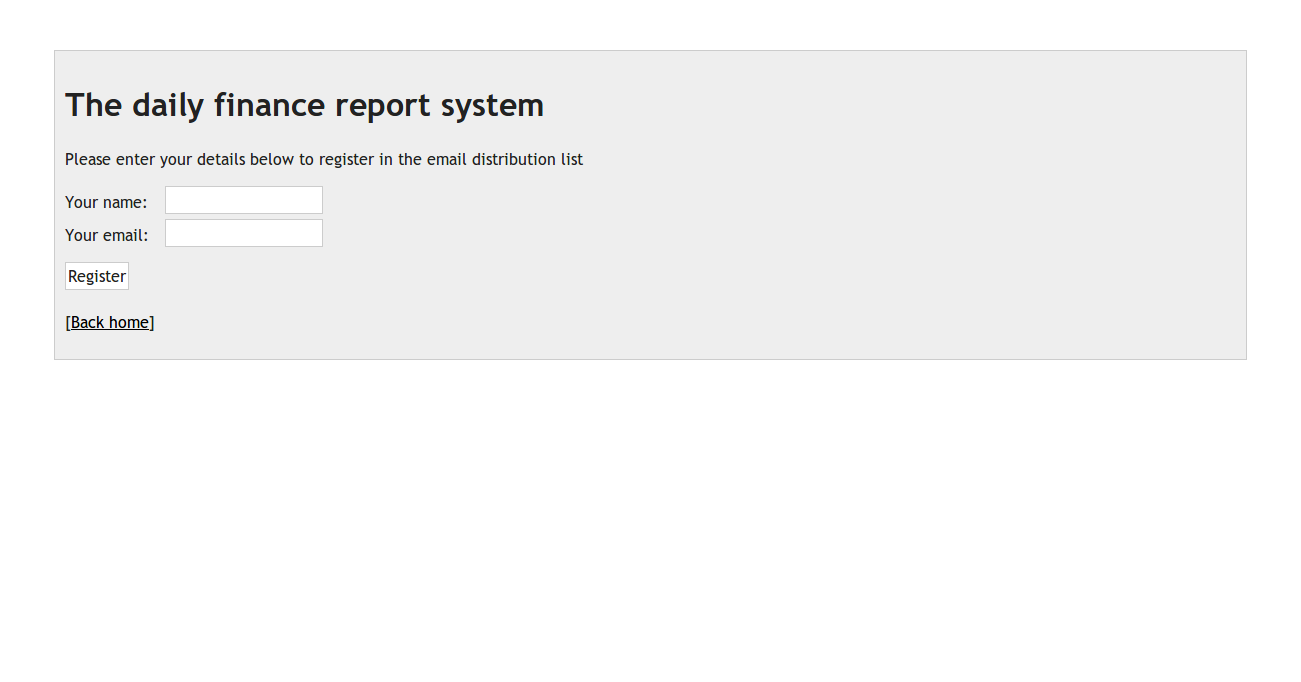 The daily finance report system
Please enter your details below to register in the email distribution list
Your name:
Your email:
Register
[Back home]